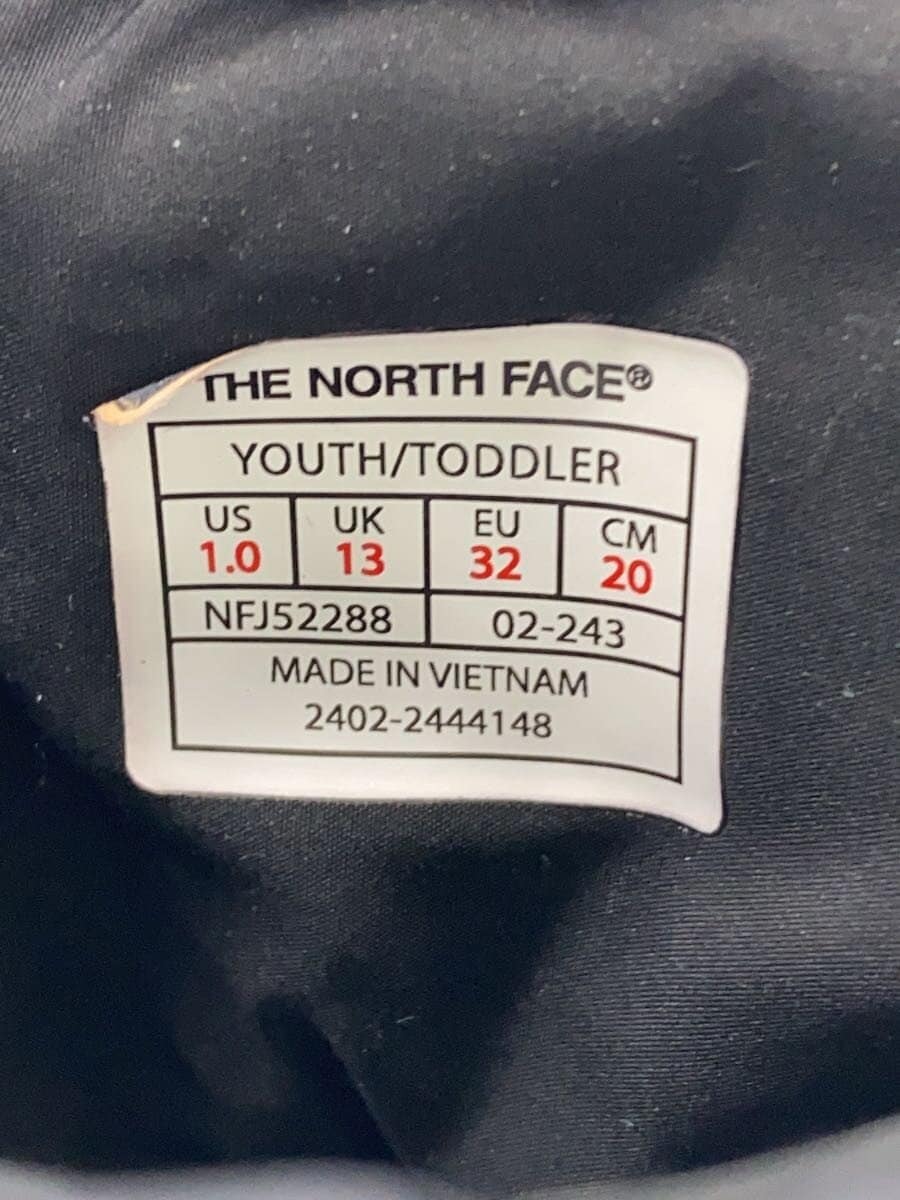 THE NORTH FACE®
YOUTH/TODDLER
US UK EU CM
1.0 13 32 20
NFJ52288 02-243
MADE IN VIETNAM
2402-2444148